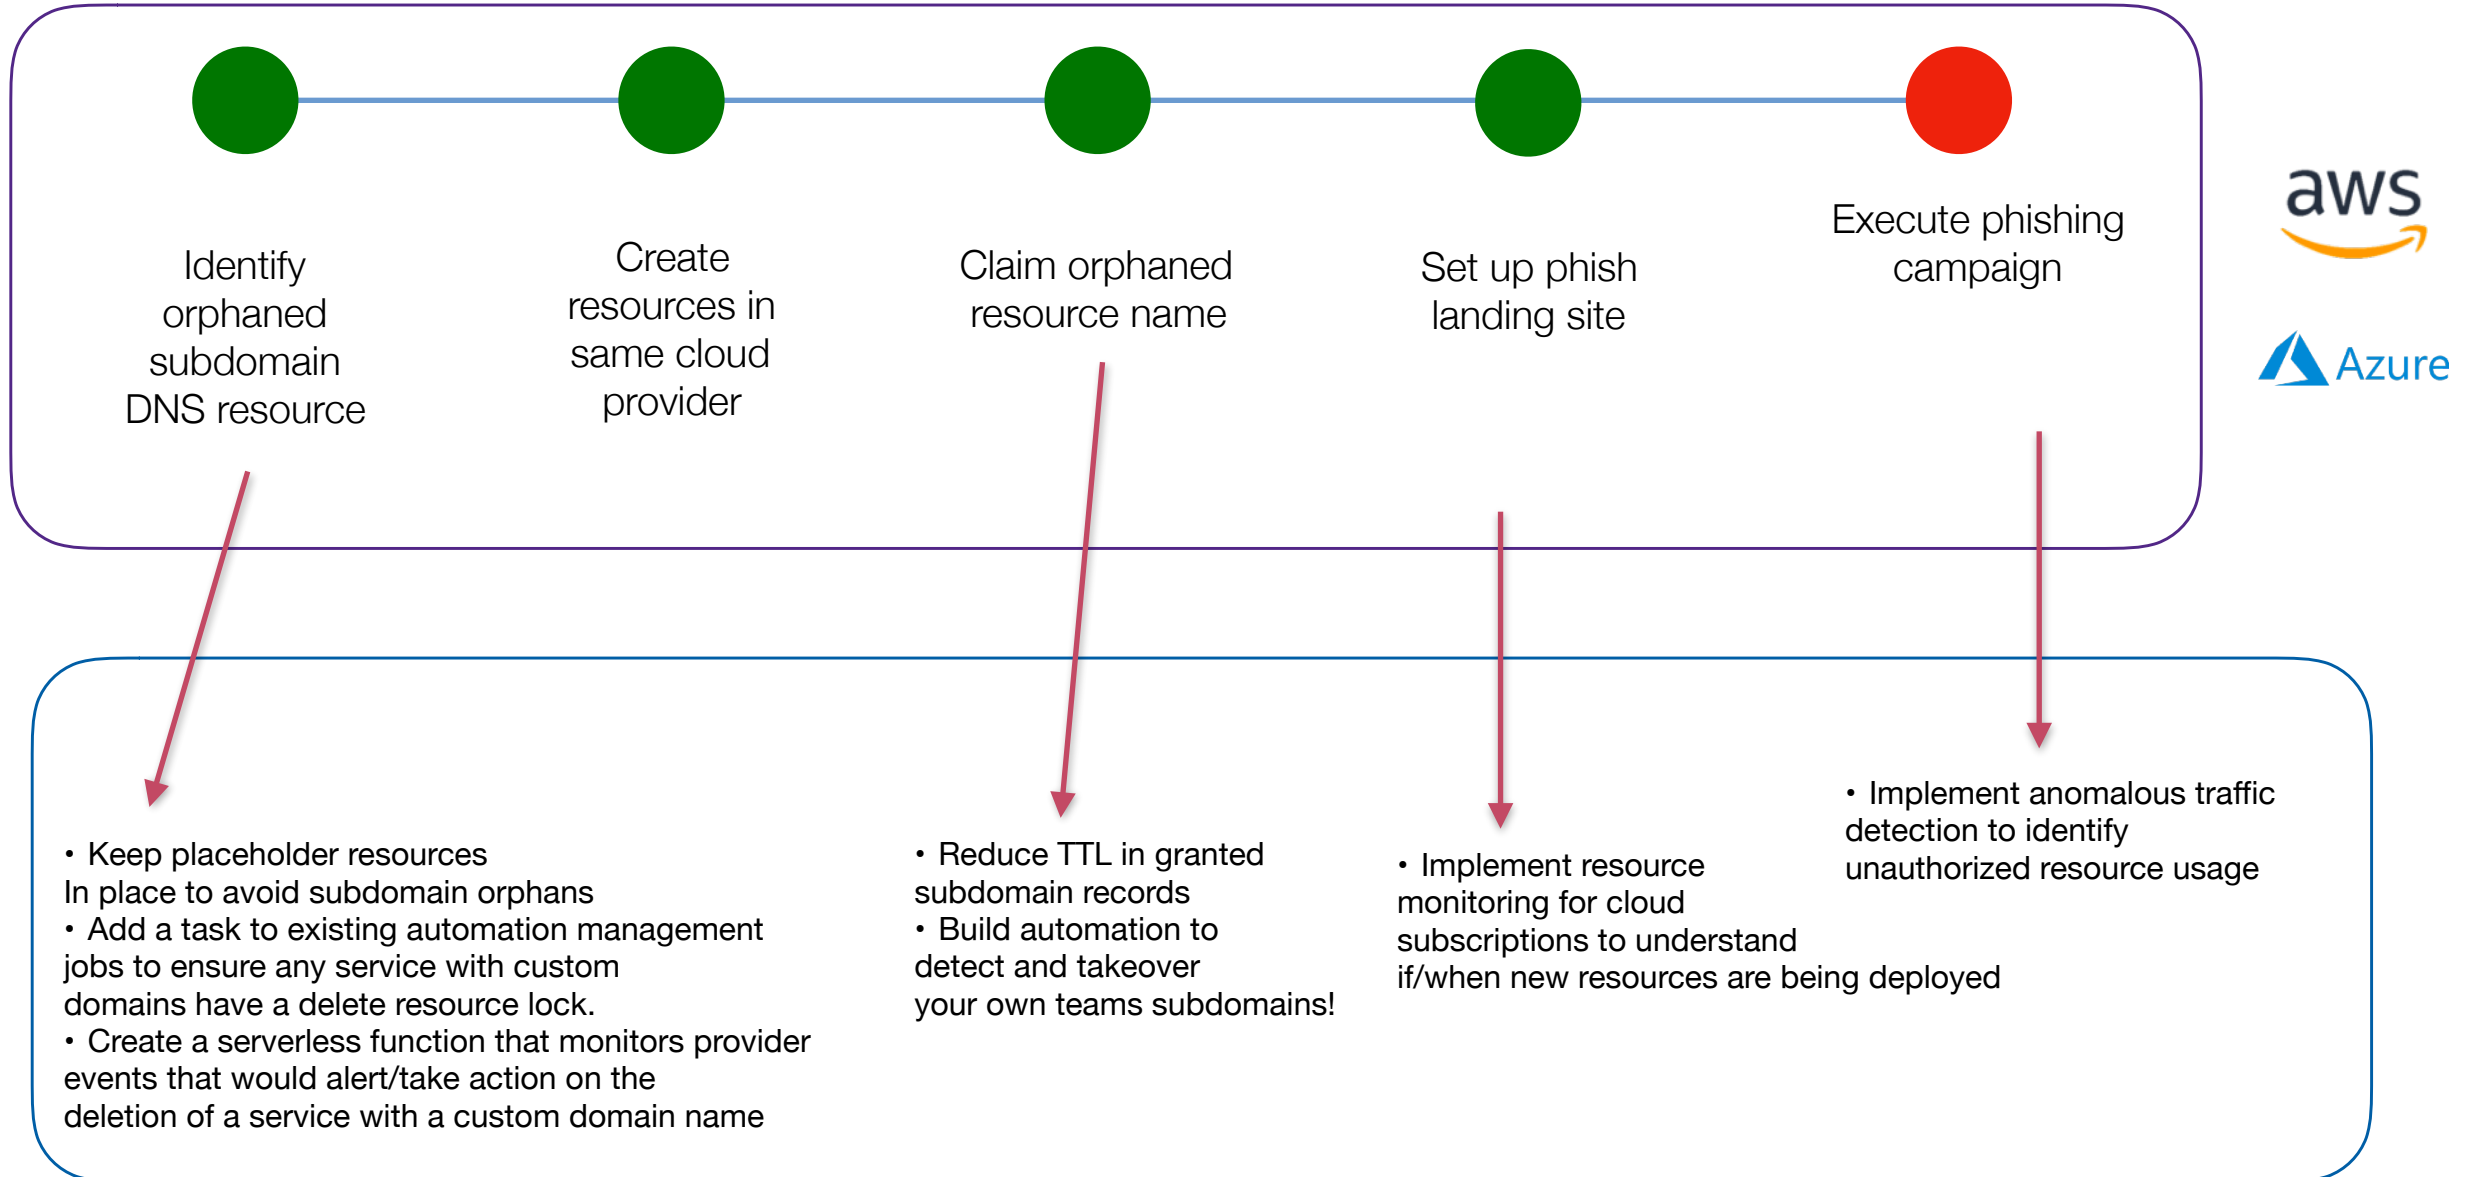 Identify
orphaned
subdomain
DNS resource
Create
resources in
same cloud
provider
Claim orphaned
resource name
Set up phish
landing site
Execute phishing
campaign
aws
Azure
• Keep placeholder resources
In place to avoid subdomain orphans
• Add a task to existing automation management
jobs to ensure any service with custom
domains have a delete resource lock.
• Create a serverless function that monitors provider
events that would alert/take action on the
deletion of a service with a custom domain name
• Reduce TTL in granted
subdomain records
• Build automation to
detect and takeover
your own teams subdomains!
• Implement resource
monitoring for cloud
subscriptions to understand
if/when new resources are being deployed
• Implement anomalous traffic
detection to identify
unauthorized resource usage